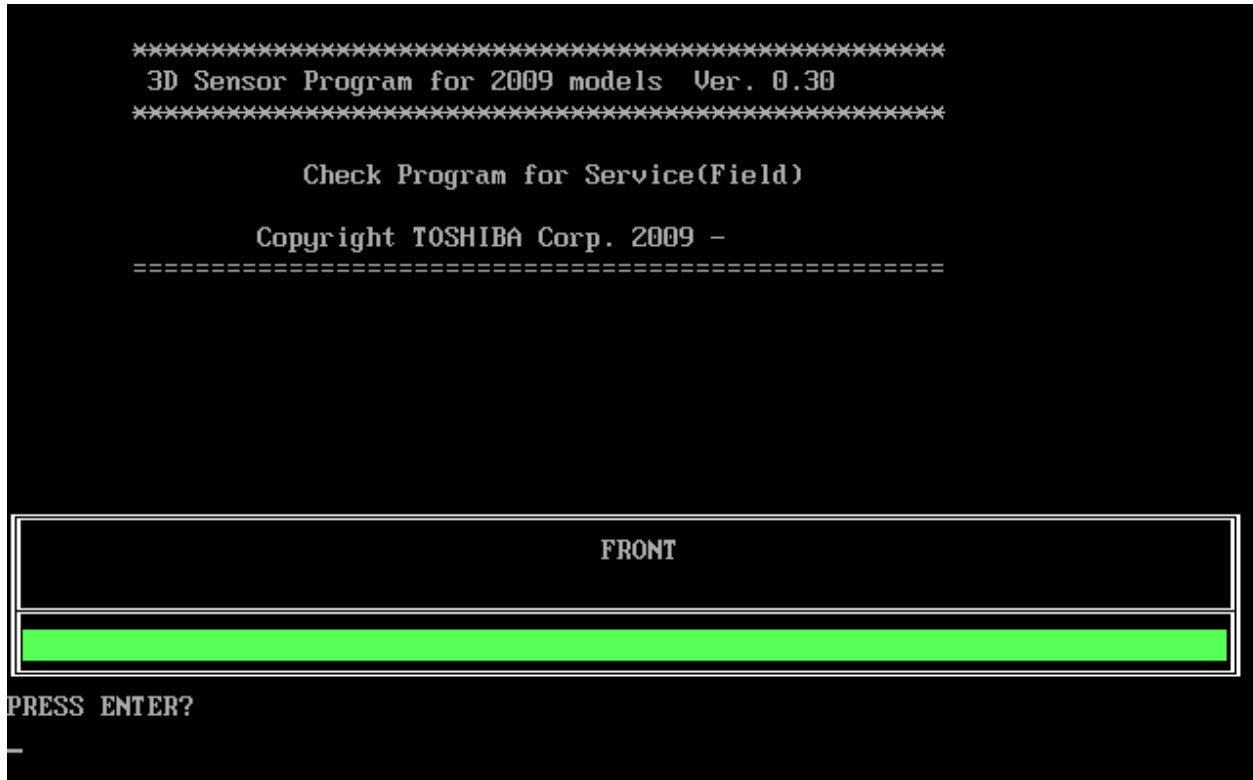 ****************************************************
3D Sensor Program for 2009 models  Ver. 0.30
****************************************************
Check Program for Service(Field)
Copyright TOSHIBA Corp. 2009 -
====================================================
FRONT
PRESS ENTER?
_